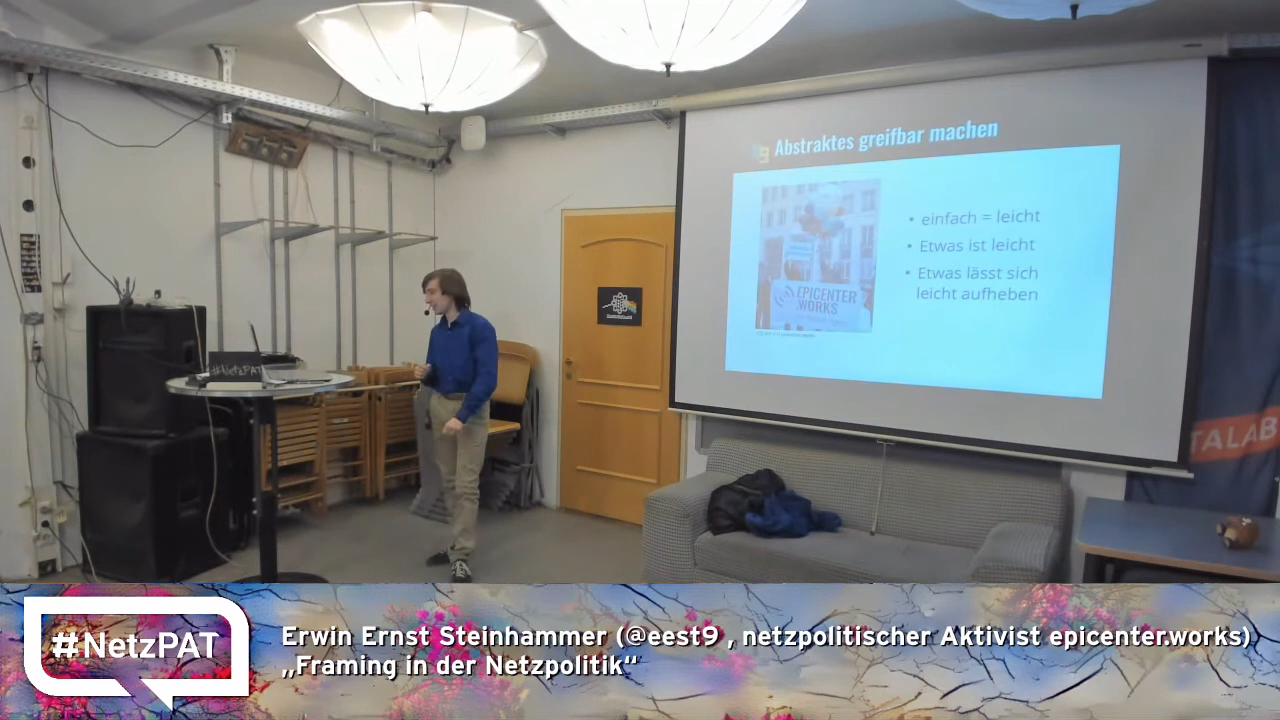 Abstraktes greifbar machen
• einfach = leicht
• Etwas ist leicht
• Etwas lässt sich
leicht aufheben
EPICENTER
.WORKS
#NetzPAT
TALAB
#NetzPAT
Erwin Ernst Steinhammer (@eest9 , netzpolitischer Aktivist epicenter.works)
„Framing in der Netzpolitik“